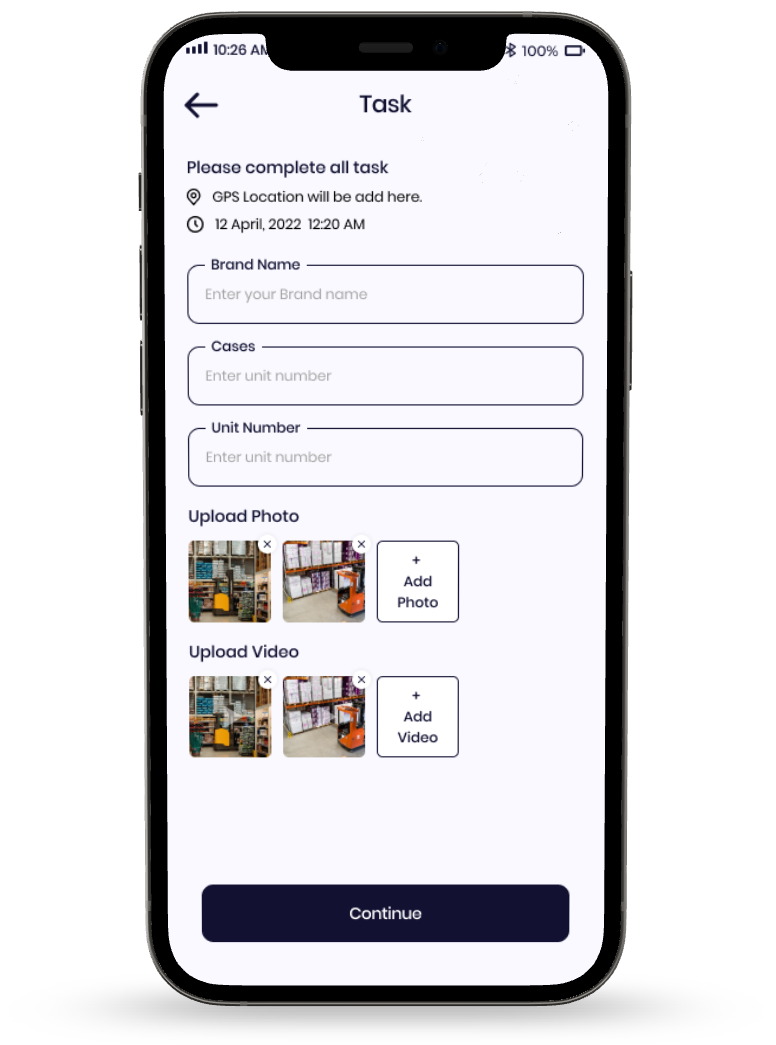 10:26 AM
100%
Task
Please complete all task
GPS Location will be add here.
12 April, 2022 12:20 AM
Brand Name
Enter your Brand name
Cases
Enter unit number
Unit Number
Enter unit number
Upload Photo
+
Add
Photo
Upload Video
+
Add
Video
Continue